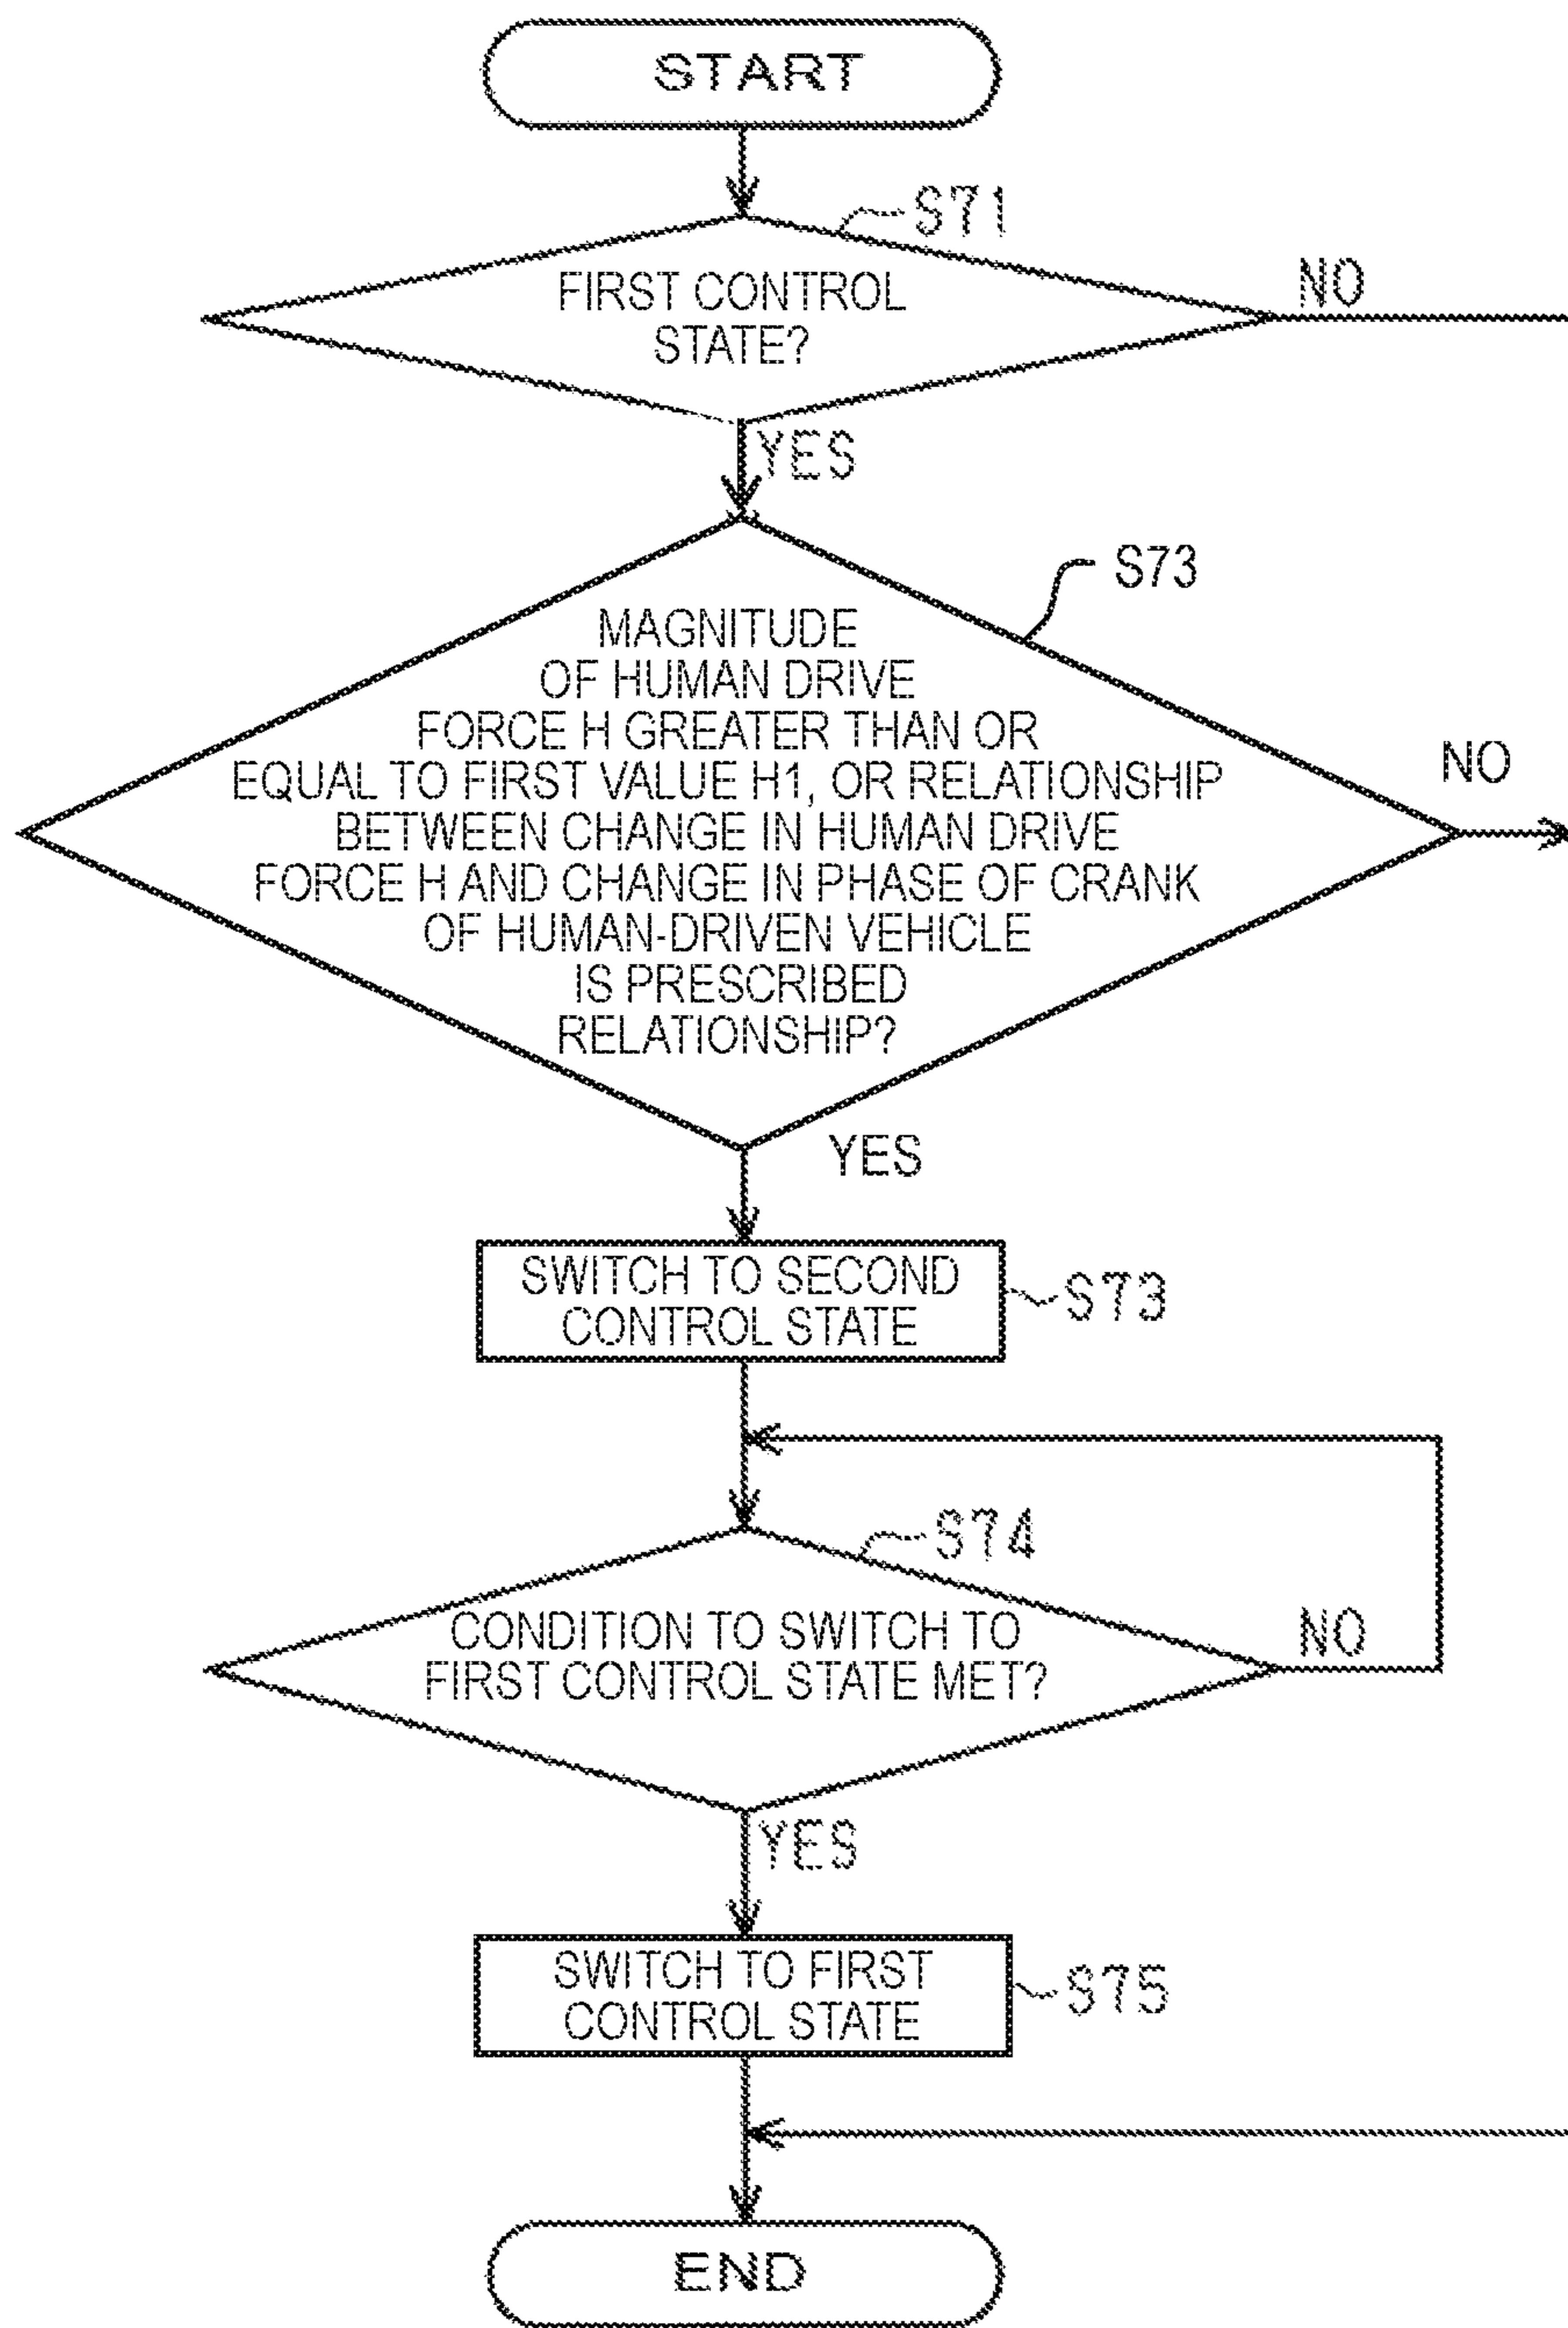 START
S71
FIRST CONTROL
STATE?
NO
YES
S73
MAGNITUDE
OF HUMAN DRIVE
FORCE H GREATER THAN OR
EQUAL TO FIRST VALUE H1, OR RELATIONSHIP
BETWEEN CHANGE IN HUMAN DRIVE
FORCE H AND CHANGE IN PHASE OF CRANK
OF HUMAN-DRIVEN VEHICLE
IS PRESCRIBED
RELATIONSHIP?
NO
YES
SWITCH TO SECOND
CONTROL STATE
S73
S74
CONDITION TO SWITCH TO
FIRST CONTROL STATE MET?
NO
YES
SWITCH TO FIRST
CONTROL STATE
S75
END